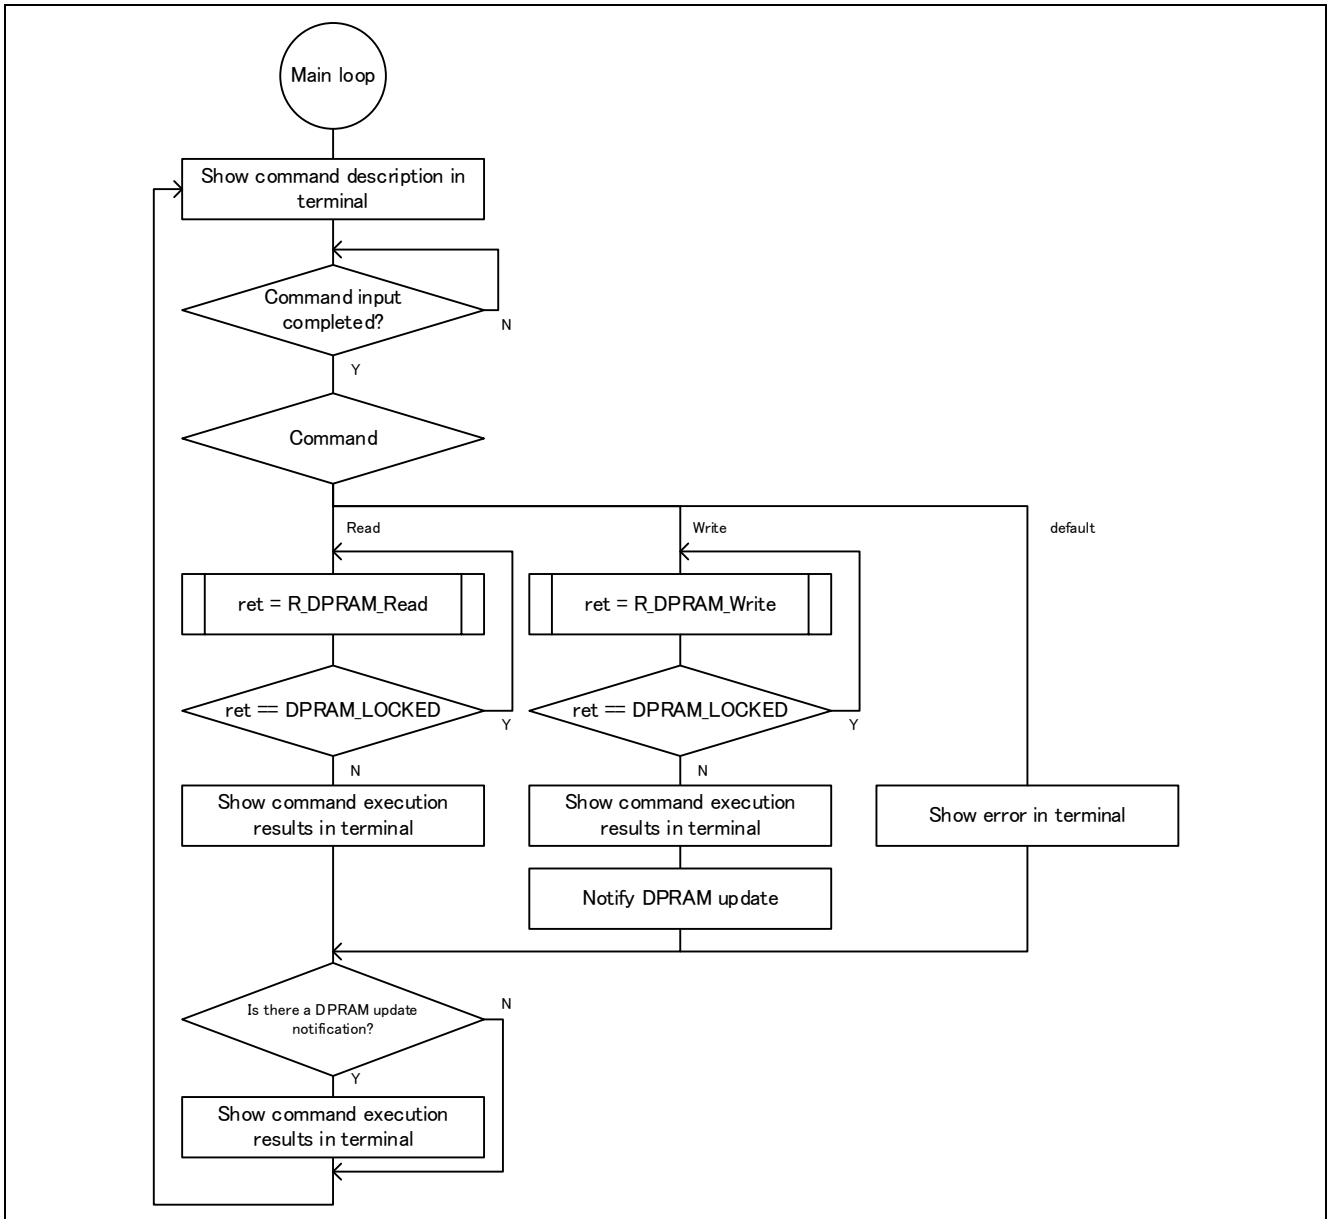 Main loop
Show command description in
terminal
Command input
completed?
N
Y
Command
Read
Write
default
ret = R_DPRAM_Read
ret = R_DPRAM_Write
ret == DPRAM_LOCKED
Y
ret == DPRAM_LOCKED
Y
N
N
Show command execution
results in terminal
Show command execution
results in terminal
Show error in terminal
Notify DPRAM update
Is there a DPRAM update
notification?
N
Y
Show command execution
results in terminal